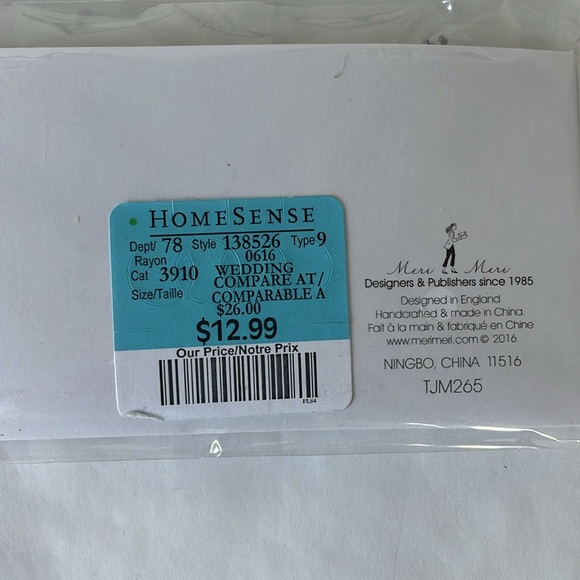 HOMESENSE
Dept/ 78 Style 138526 Type 9
Rayon 0616
Cat 3910 WEDDING
COMPARE AT/
Size/Taille COMPARABLE A
$26.00
$12.99
Our Price/Notre Prix
PLS4
Meri Meri
Designers & Publishers since 1985
Designed in England
Handcrafted & made in China.
Fait à la main & fabriqué en Chine
www.merimeri.com © 2016
NINGBO, CHINA 11516
TJM265